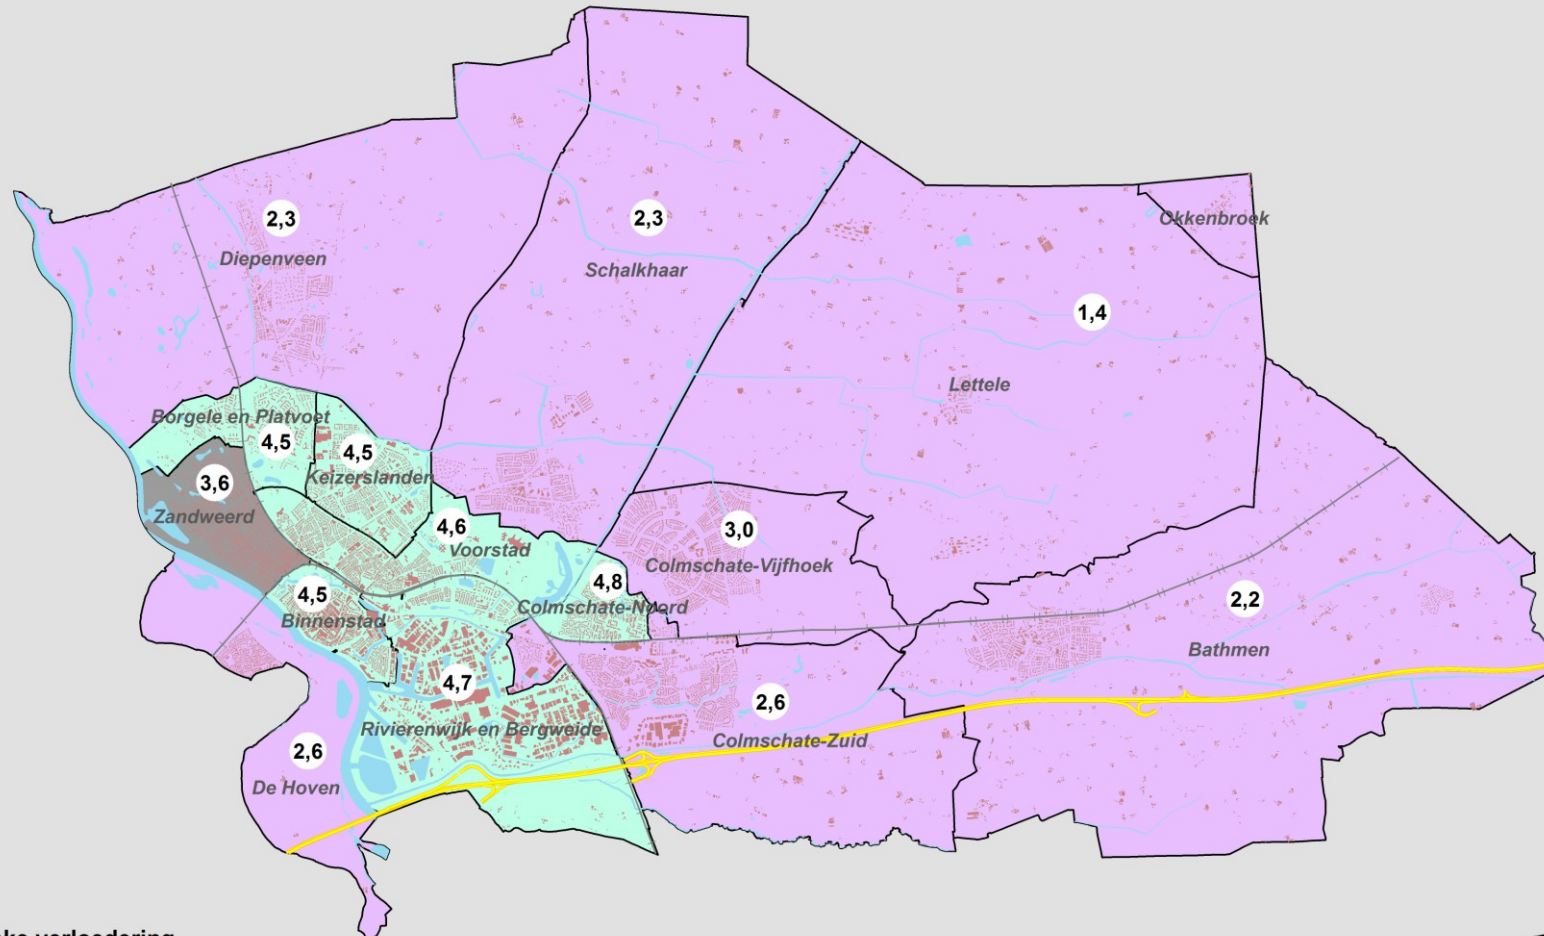 2,3
Diepenveen
2,3
Schalkhaar
Okkenbroek
1,4
Lettele
Borgele en Platvoet
4,5
4,5
Keizerslanden
3,6
Zandweerd
4,6
Voorstad
3,0
Colmschate-Vijfhoek
4,8
Colmschate-Noord
4,5
Binnenstad
2,2
Bathmen
4,7
Rivierenwijk en Bergweide
2,6
Colmschate-Zuid
2,6
De Hoven
verloedering